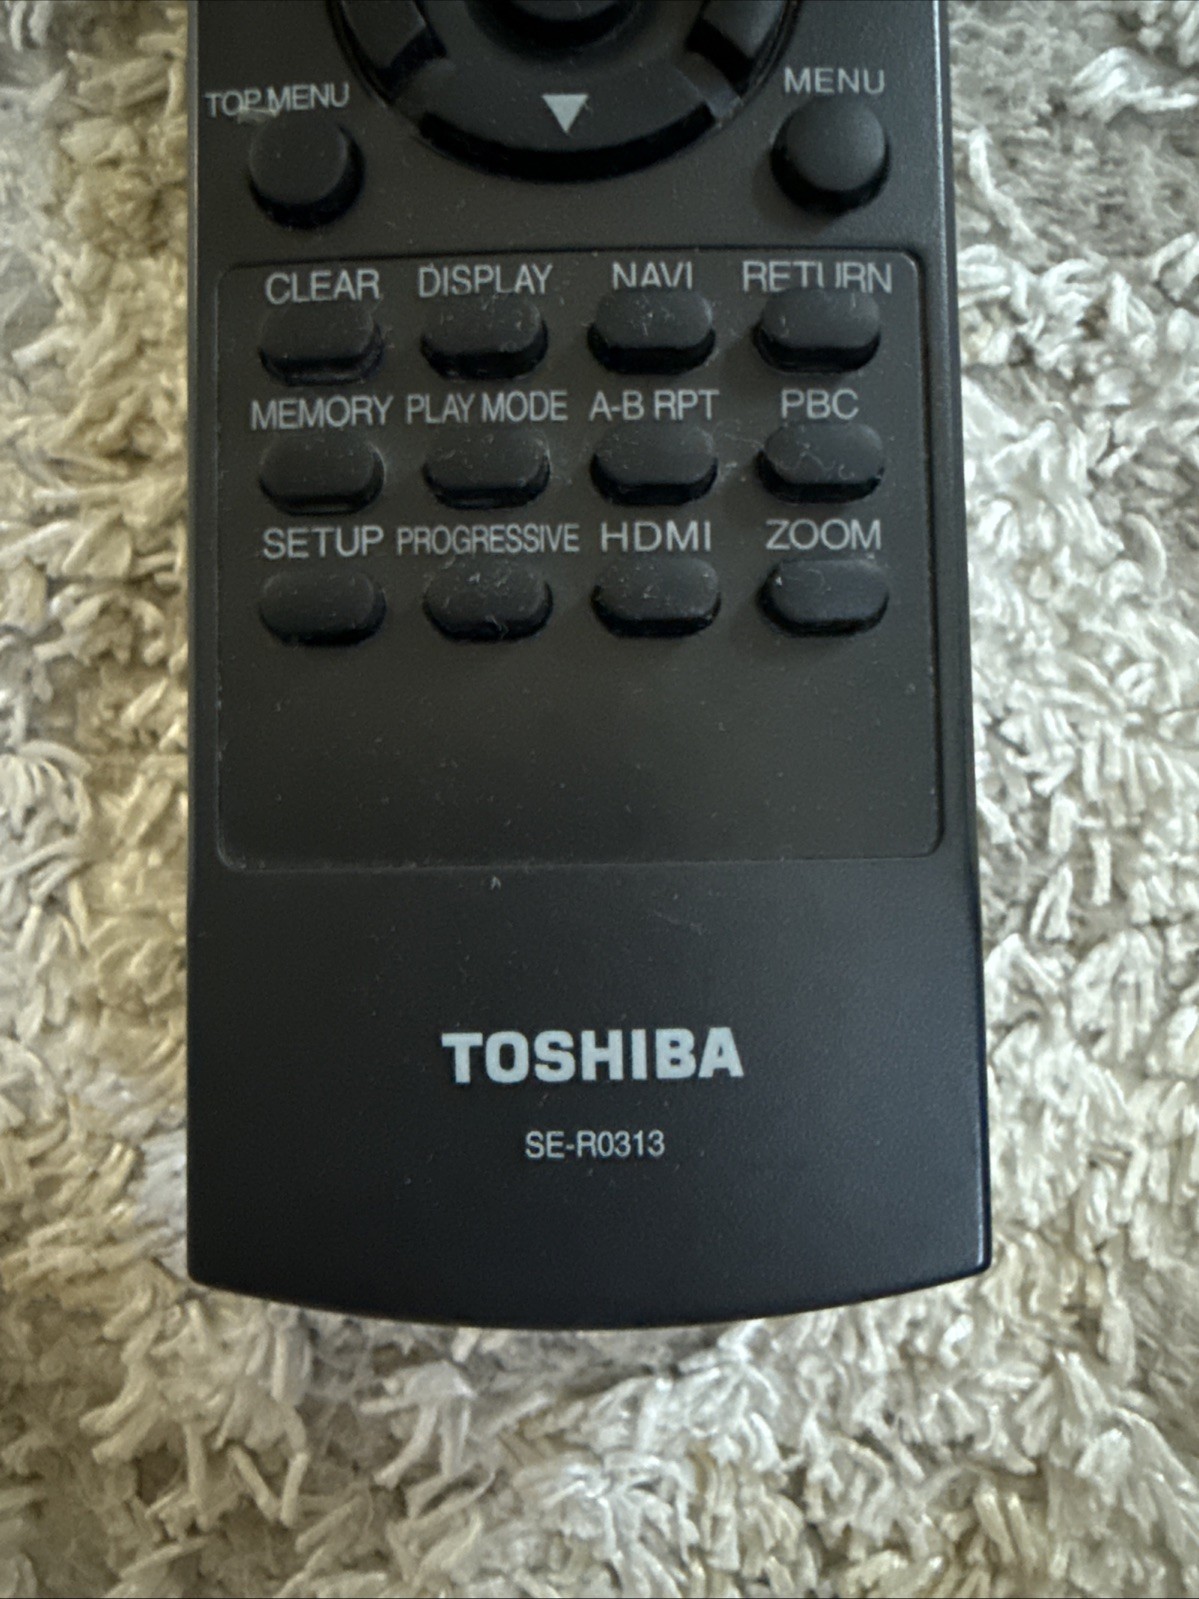 TOP MENU MENU
CLEAR DISPLAY NAVI RETURN
MEMORY PLAY MODE A-B RPT PBC
SETUP PROGRESSIVE HDMI ZOOM
TOSHIBA
SE-R0313